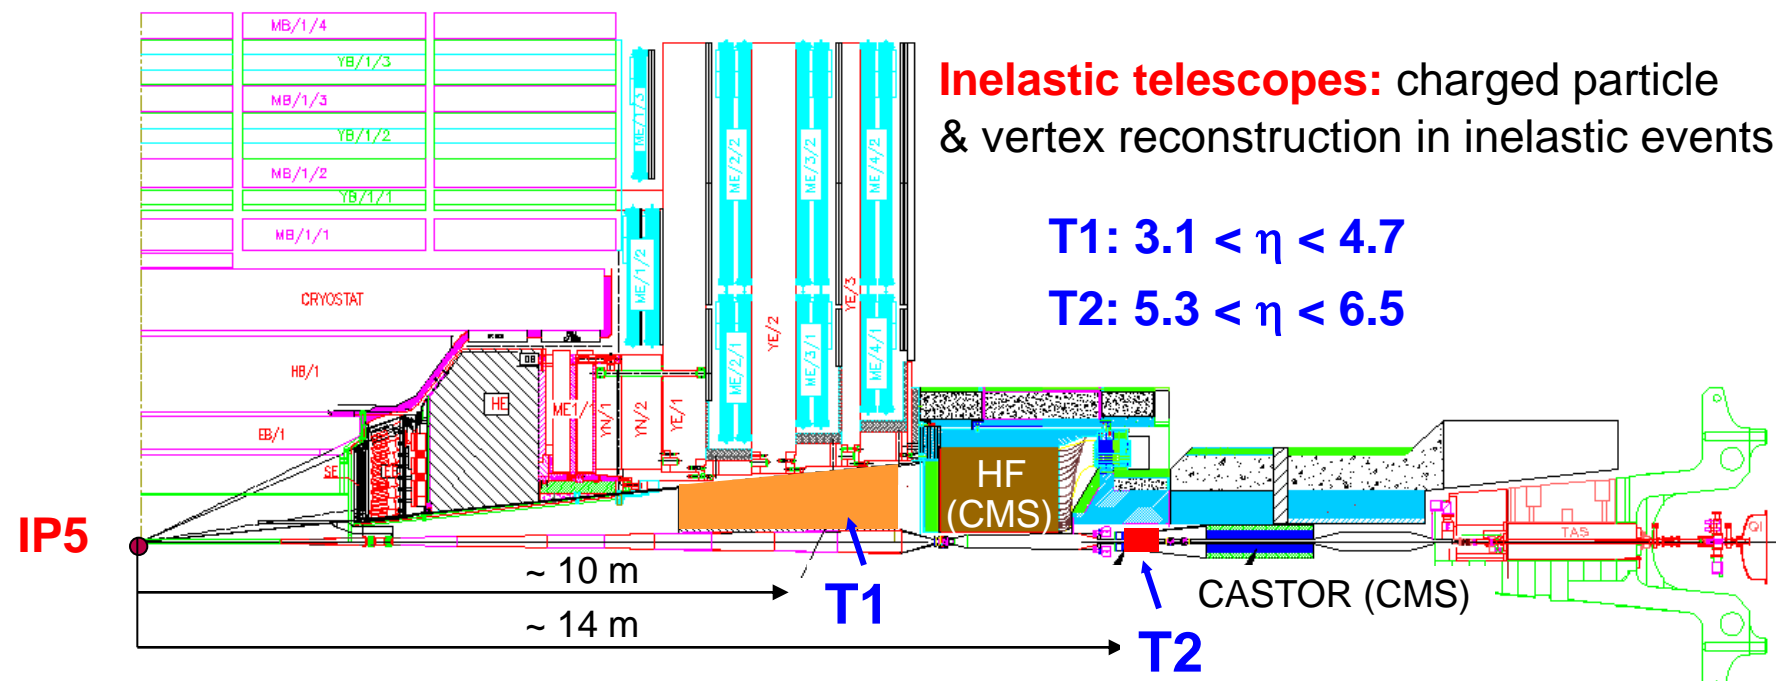 MB/1/4
YB/1/3
MB/1/3
YB/1/2
MB/1/2
YB/1/1
MB/1/1
CRYOSTAT
HB/1
EB/1
SE
HE
ME/1/3
ME/1/2
YN/1
YN/2
YE/1
ME/2/2
ME/2/1
YE/2
ME/3/2
ME/3/1
YE/3
ME/4/2
ME/4/1
Inelastic telescopes: charged particle
& vertex reconstruction in inelastic events
T1: 3.1 < η < 4.7
T2: 5.3 < η < 6.5
HF
(CMS)
IP5
~ 10 m
T1
~ 14 m
T2
CASTOR (CMS)
TAS